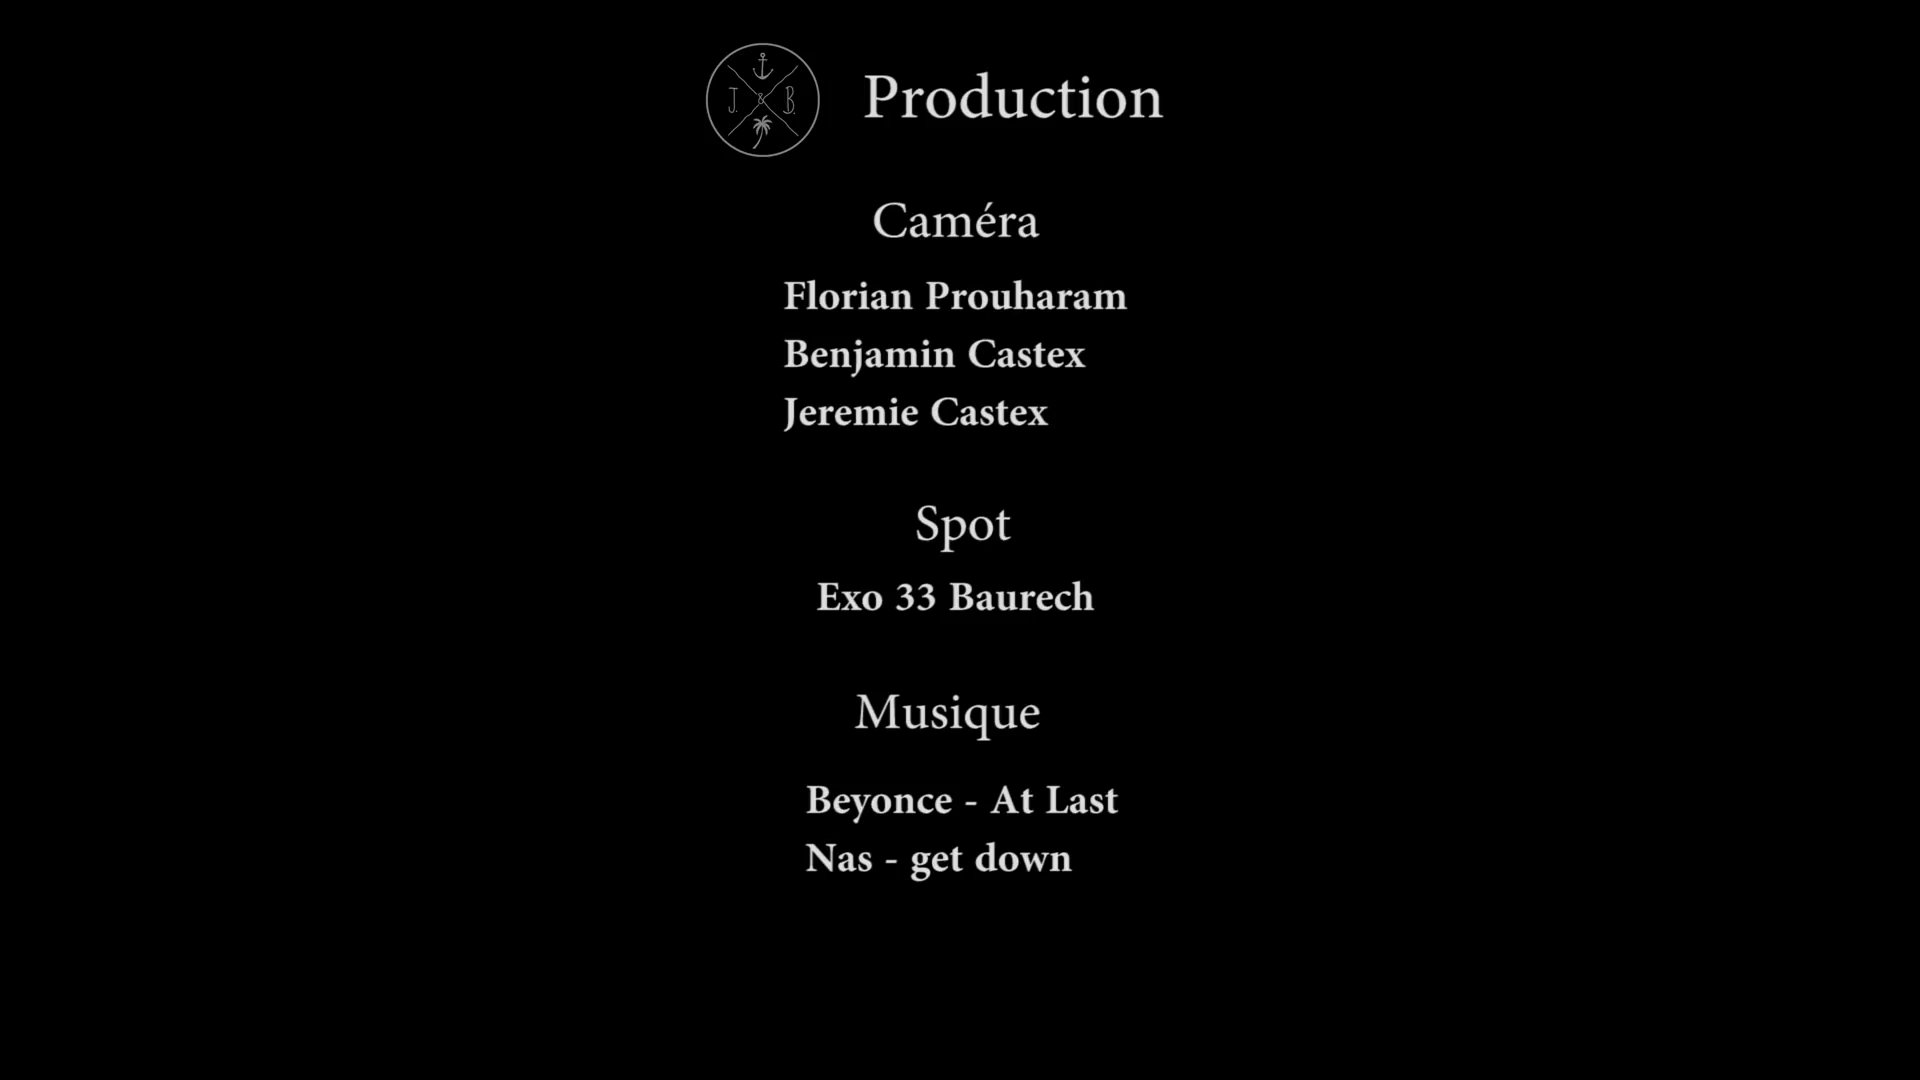 J. & B. Production
Caméra
Florian Prouharam
Benjamin Castex
Jeremie Castex
Spot
Exo 33 Baurech
Musique
Beyonce - At Last
Nas - get down